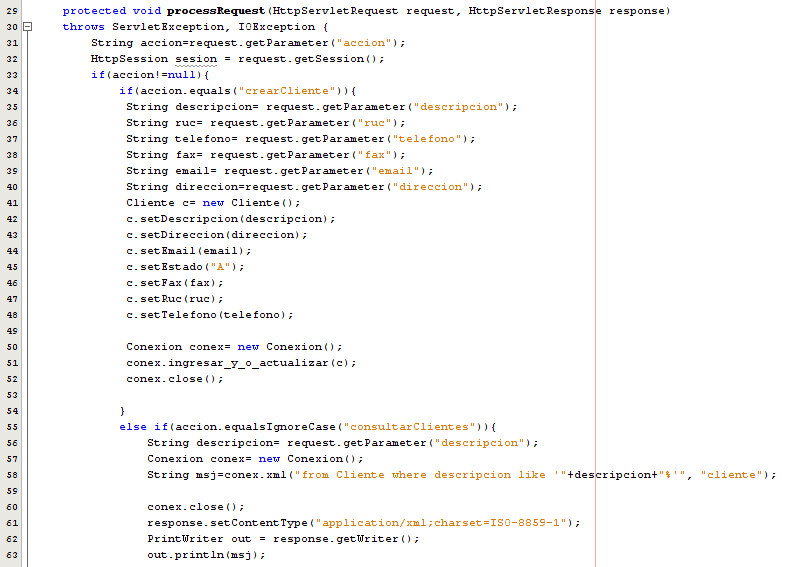 29 protected void processRequest(HttpServletRequest request, HttpServletResponse response)
30 throws ServletException, IOException {
31 String accion=request.getParameter("accion");
32 HttpSession sesion = request.getSession();
33 if(accion!=null){
34 if(accion.equals("crearCliente")){
35 String descripcion= request.getParameter("descripcion");
36 String ruc= request.getParameter("ruc");
37 String telefono= request.getParameter("telefono");
38 String fax= request.getParameter("fax");
39 String email= request.getParameter("email");
40 String direccion=request.getParameter("direccion");
41 Cliente c= new Cliente();
42 c.setDescripcion(descripcion);
43 c.setDireccion(direccion);
44 c.setEmail(email);
45 c.setEstado("A");
46 c.setFax(fax);
47 c.setRuc(ruc);
48 c.setTelefono(telefono);
49
50 Conexion conex= new Conexion();
51 conex.ingresar_y_o_actualizar(c);
52 conex.close();
53
54 }
55 else if(accion.equalsIgnoreCase("consultarClientes")){
56 String descripcion= request.getParameter("descripcion");
57 Conexion conex= new Conexion();
58 String msj=conex.xml("from Cliente where descripcion like '"+descripcion+"%'", "cliente");
59
60 conex.close();
61 response.setContentType("application/xml;charset=ISO-8859-1");
62 PrintWriter out = response.getWriter();
63 out.println(msj);